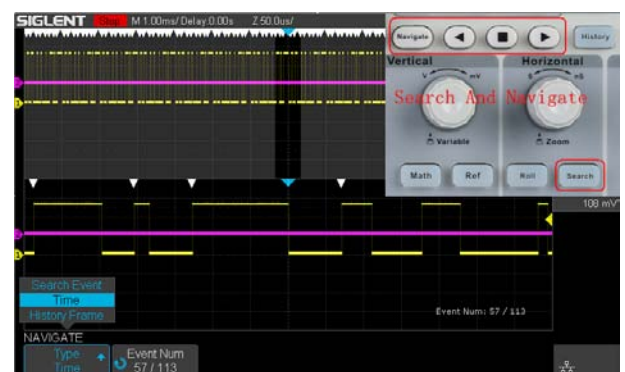 SIGLENT Stop M 1.00ms/ Delay:0.00s Z 50.0us/
Navigate History
Vertical Horizontal
V mV S nS
Search And Navigate
Variable Zoom
Math Ref Roll Search
108 mV
Search Event
Time
History Frame
Event Num: 57 / 113
NAVIGATE
Type Event Num
Time 57 / 113